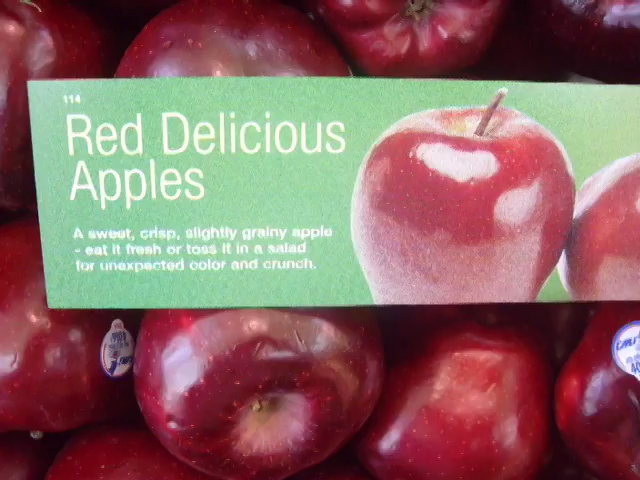 114
Red Delicious
Apples
A sweet, crisp, slightly grainy apple
- eat it fresh or toss it in a salad
for unexpected color and crunch.